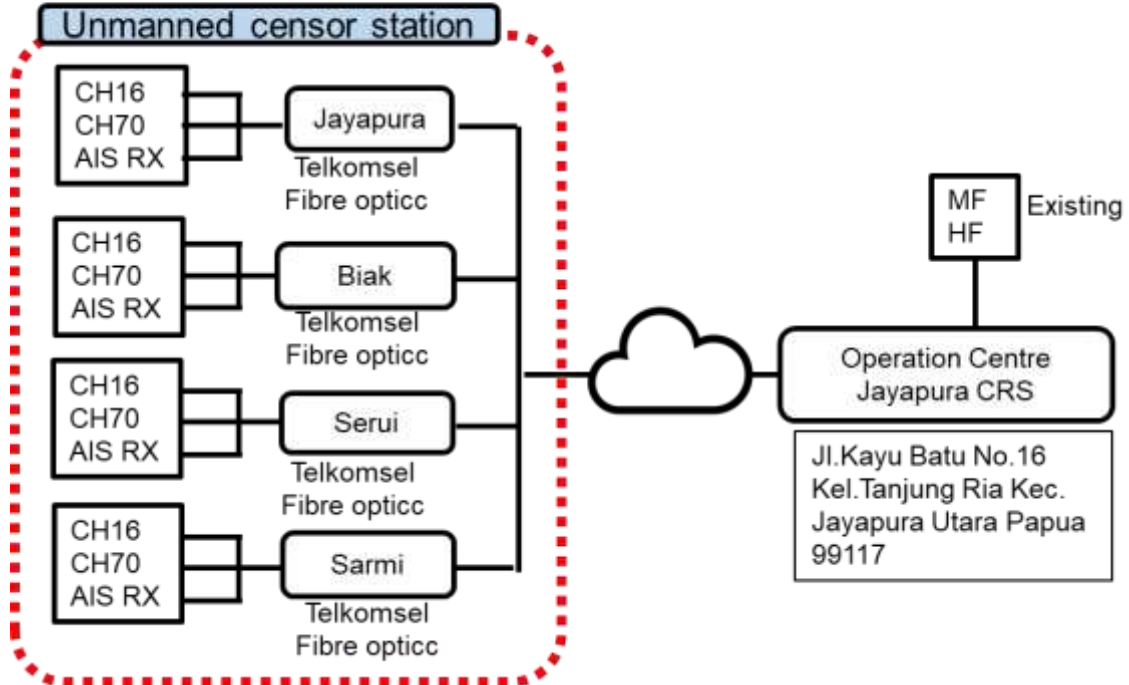 Unmanned censor station
CH16
CH70
AIS RX
Jayapura
Telkomsel
Fibre opticc
CH16
CH70
AIS RX
Biak
Telkomsel
Fibre opticc
CH16
CH70
AIS RX
Serui
Telkomsel
Fibre opticc
CH16
CH70
AIS RX
Sarmi
Telkomsel
Fibre opticc
MF
HF
Existing
Operation Centre
Jayapura CRS
Jl.Kayu Batu No.16
Kel.Tanjung Ria Kec.
Jayapura Utara Papua
99117